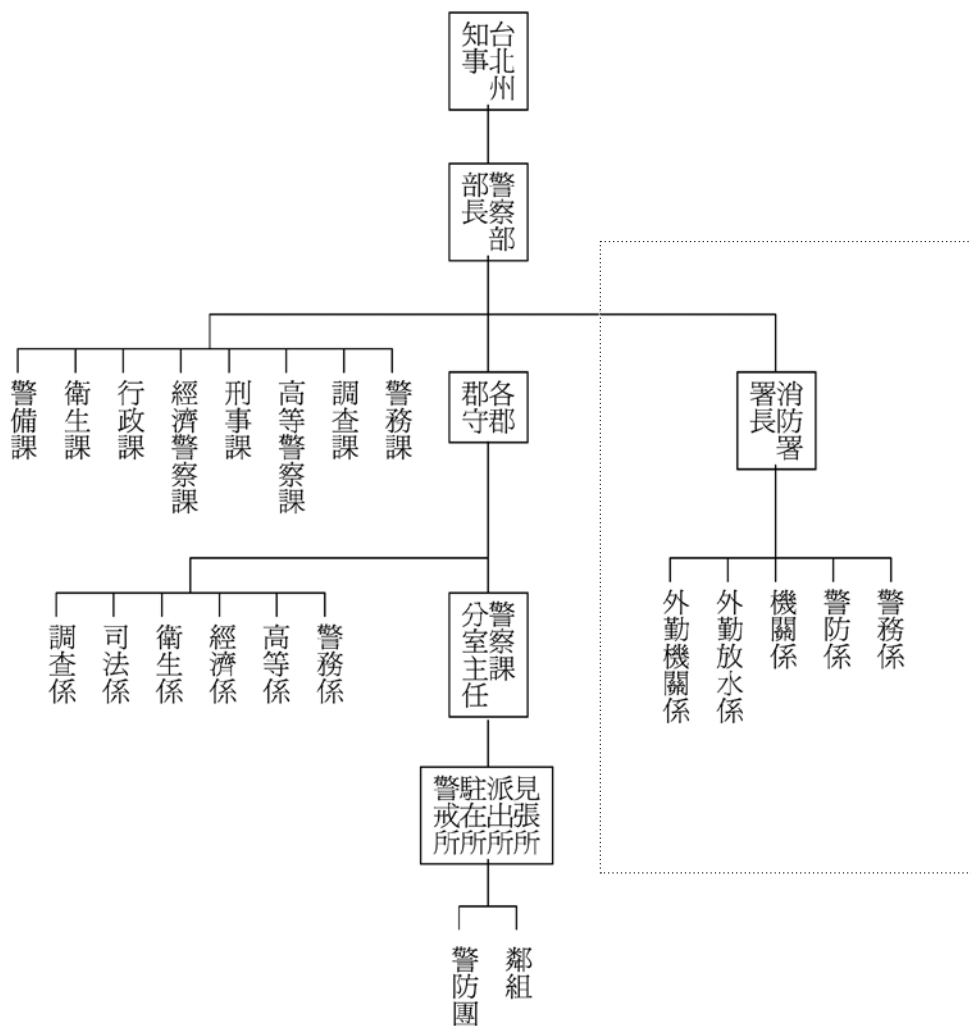 台北州
知事
警察部
部長
警務課
調查課
高等警察課
刑事課
經濟警察課
行政課
衛生課
警備課
各郡
郡守
消防署
署長
警務係
高等係
經濟係
衛生係
司法係
調查係
警察課
分室主任
警務係
警防係
機關係
外勤放水係
外勤機關係
見張所
派出所
駐在所
警戒所
鄰組
警防團